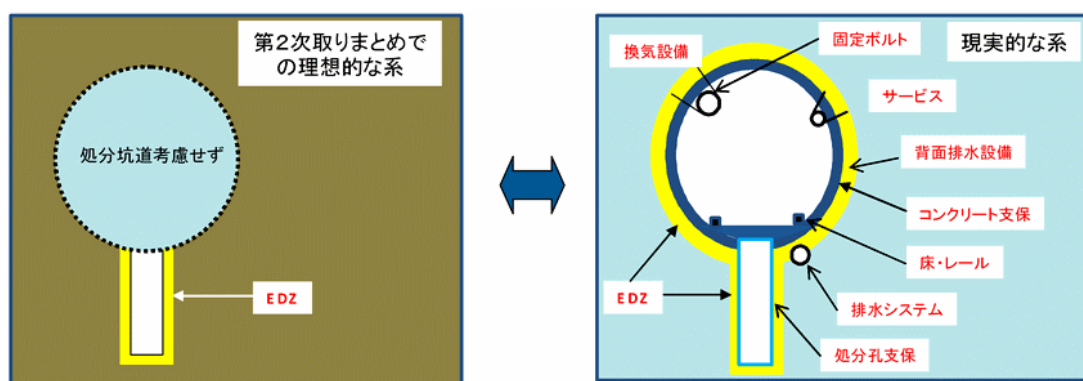 第2次取りまとめで
の理想的な系
処分坑道考慮せず
EDZ
現実的な系
固定ボルト
換気設備
サービス
背面排水設備
コンクリート支保
床・レール
EDZ
排水システム
処分孔支保